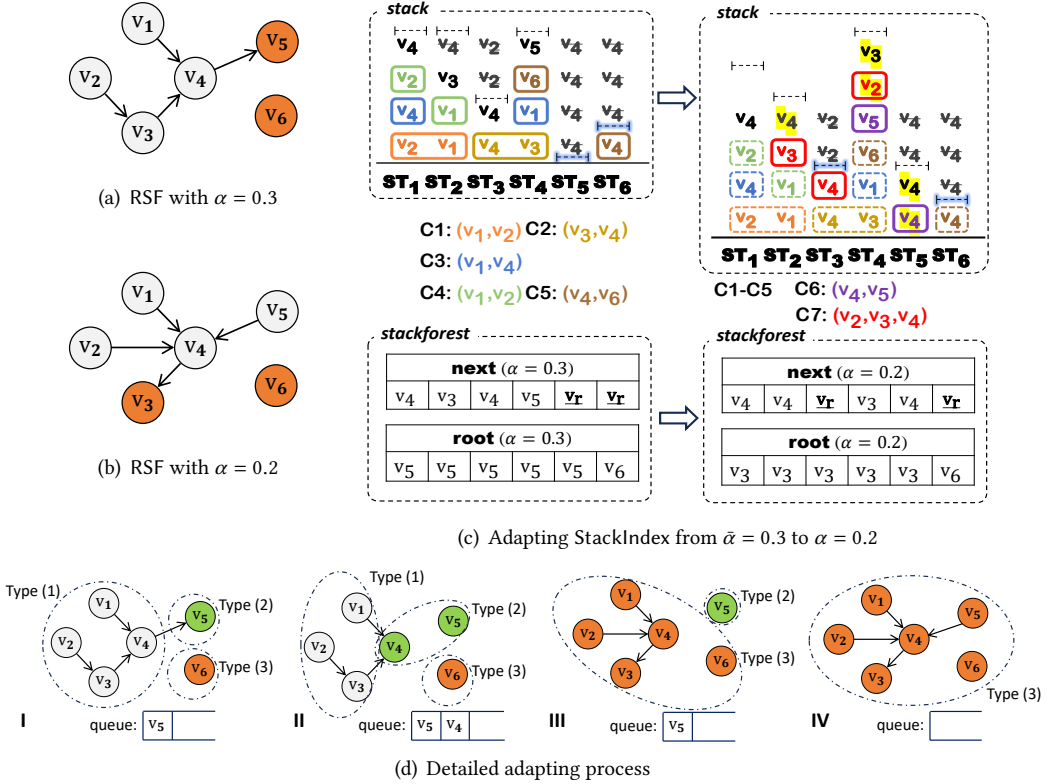 v1
v2
v4
v5
v3
v6
(a) RSF with α = 0.3
v1
v5
v2
v4
v3
v6
(b) RSF with α = 0.2
stack
v4 v4 v2 v5 v4 v4
v2 v3 v2 v6 v4 v4
v4 v1 v4 v1 v4 v4
v2 v1 v4 v3 v4 v4
ST1 ST2 ST3 ST4 ST5 ST6
C1: (v1,v2) C2: (v3,v4)
C3: (v1,v4)
C4: (v1,v2) C5: (v4,v6)
stack
v3
v2
v4 v4 v2 v5 v4 v4
v2 v3 v2 v6 v4 v4
v4 v1 v4 v1 v4 v4
v2 v1 v4 v3 v4 v4
ST1 ST2 ST3 ST4 ST5 ST6
C1-C5 C6: (v4,v5)
C7: (v2,v3,v4)
stackforest
next (α = 0.3)
v4 v3 v4 v5 vr vr
root (α = 0.3)
v5 v5 v5 v5 v5 v6
stackforest
next (α = 0.2)
v4 v4 vr v3 v4 vr
root (α = 0.2)
v3 v3 v3 v3 v3 v6
(c) Adapting StackIndex from ᾱ = 0.3 to α = 0.2
Type (1)
v1
v5
Type (2)
v2
v4
v6
Type (3)
v3
I
queue: v5
Type (1)
v1
Type (2)
v5
v2
v4
v6
Type (3)
v3
II
queue: v5 v4
v1
v5
Type (2)
v2
v4
v6
Type (3)
v3
III
queue: v5
v1
v5
v2
v4
v3
v6
Type (3)
IV
queue:
(d) Detailed adapting process